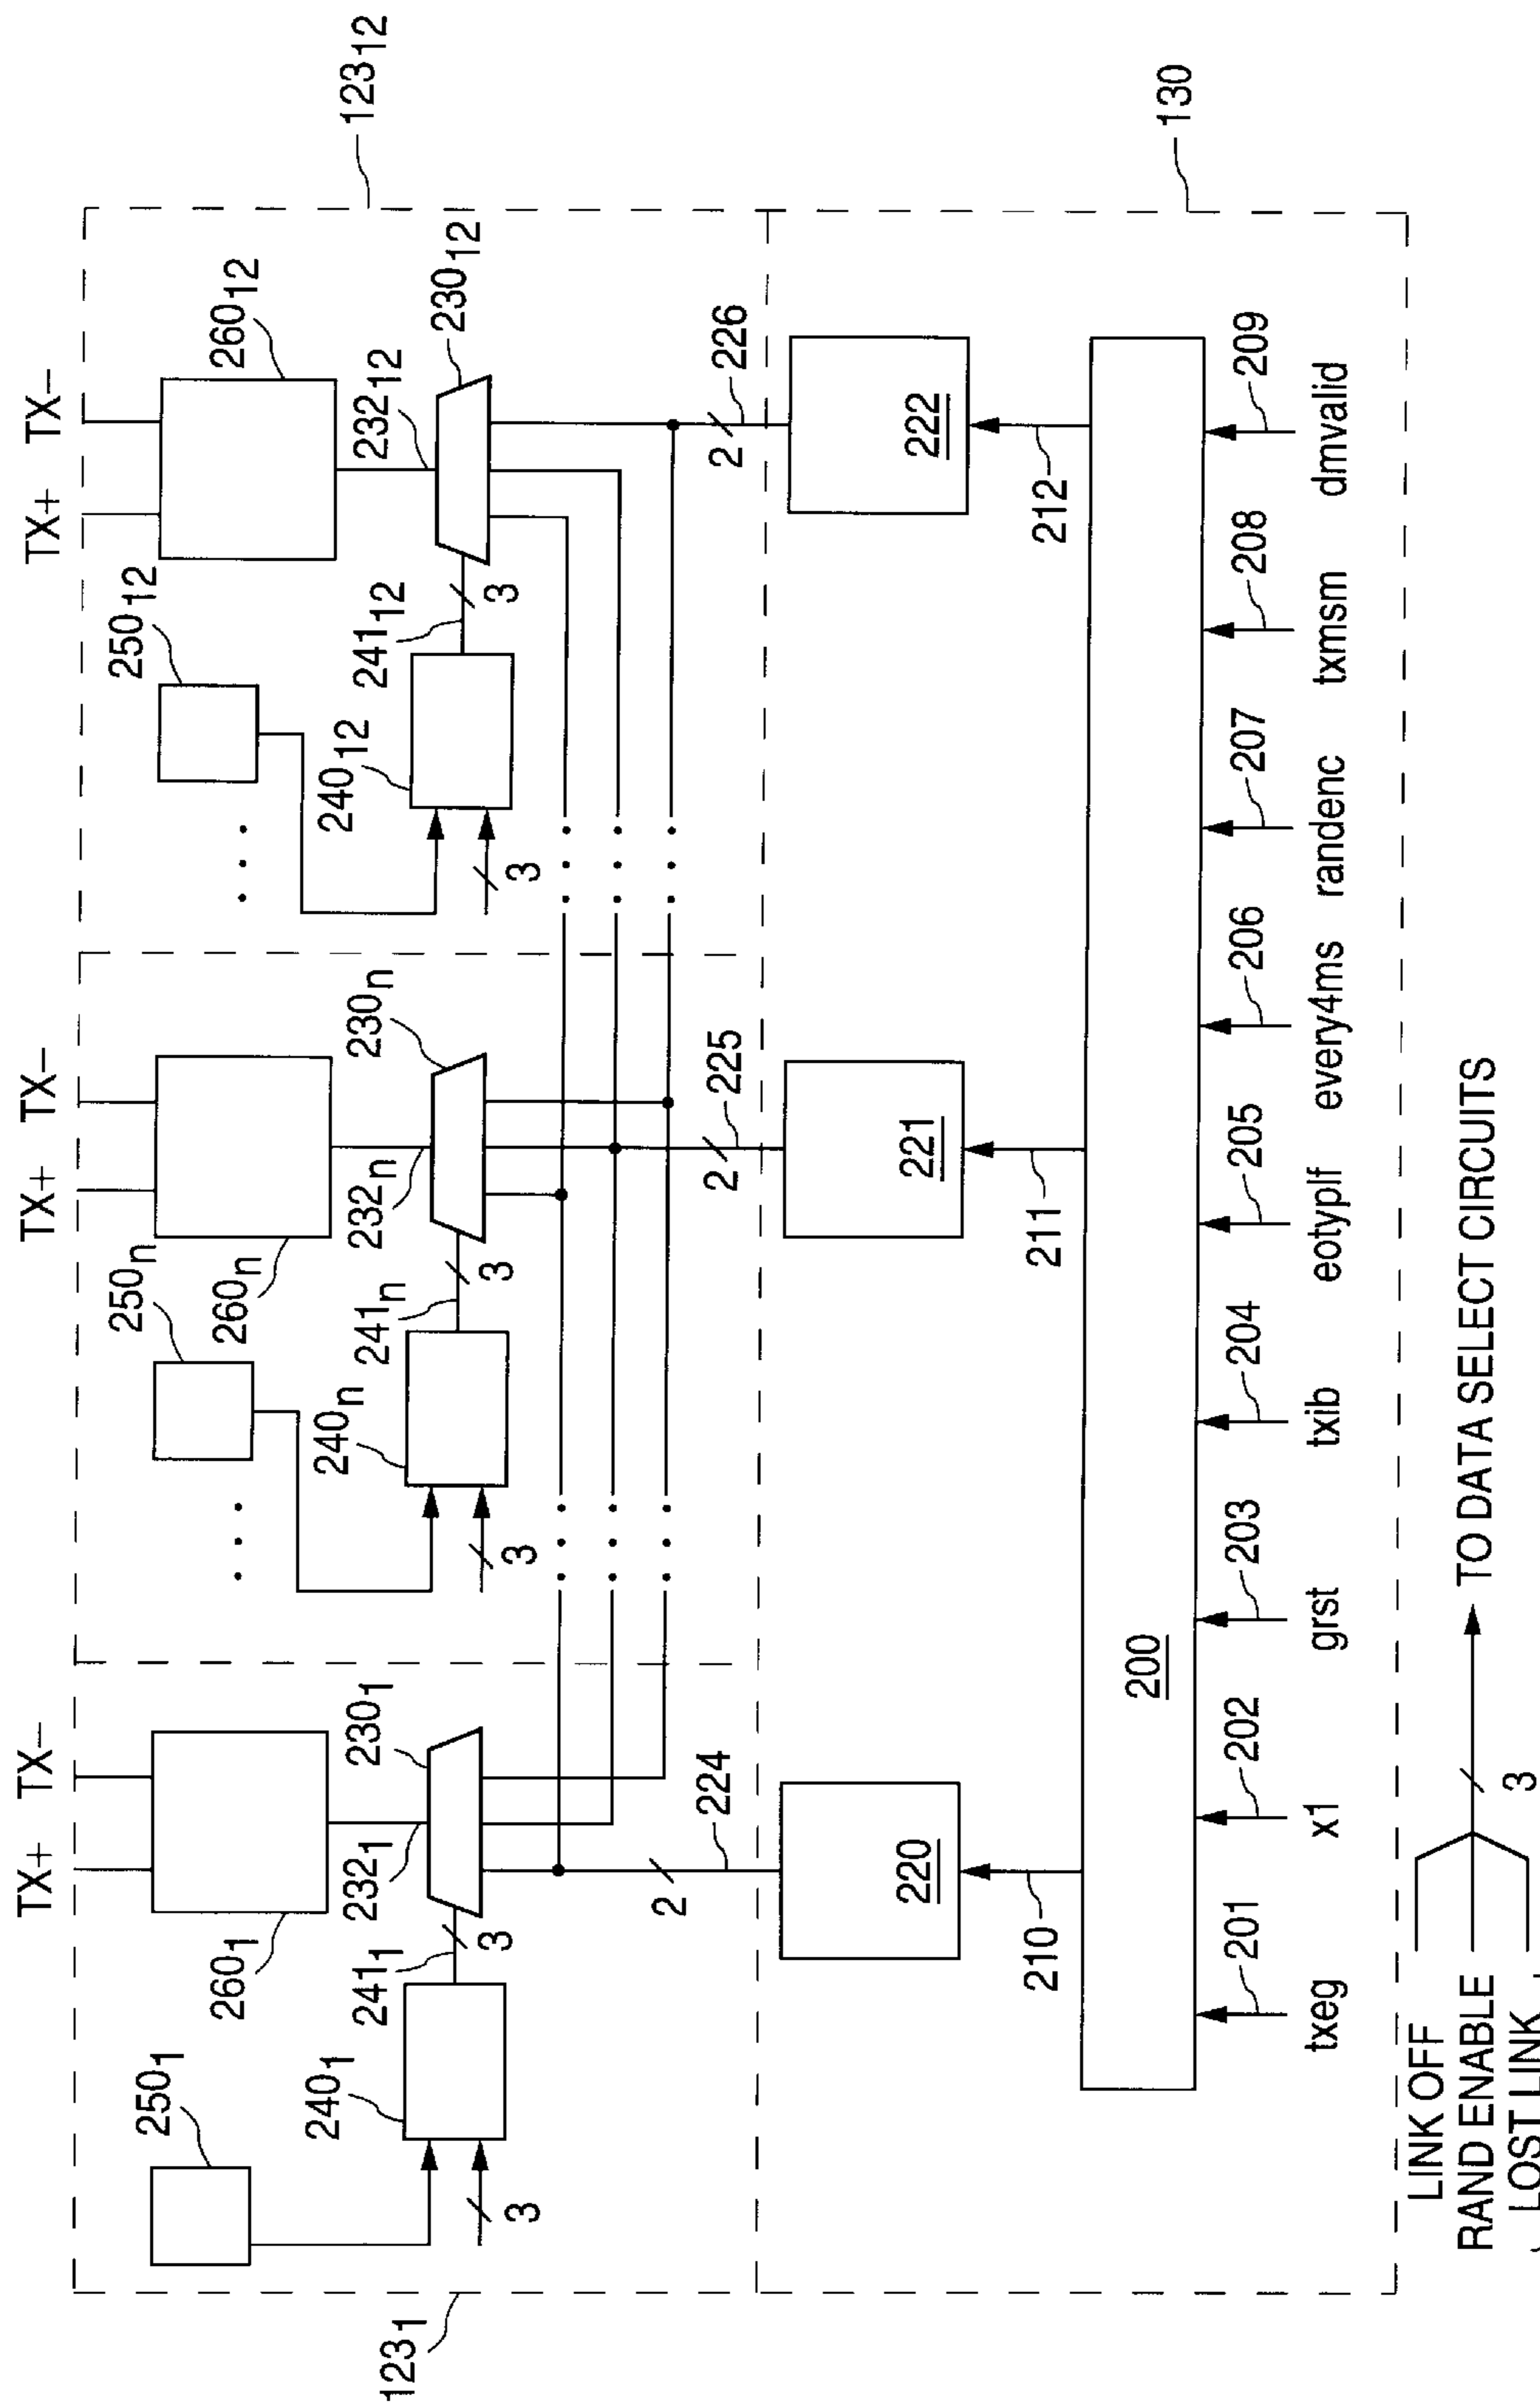 TX+ TX− TX+ TX− TX+ TX−
123₁ 123₁₂
250₁ 260₁ 250ₙ 260ₙ 250₁₂ 260₁₂
232₁ 230₁ 232ₙ 230ₙ 232₁₂ 230₁₂
240₁ 241₁ 3 240ₙ 241ₙ 3 240₁₂ 241₁₂ 3
3 3 3
2 224 2 225 2 226
220 221 222
210 211 212
130
200
201 202 203 204 205 206 207 208 209
txeg x1 grst txib eotyplf every4ms randenc txmsm dmvalid
LINK OFF
RAND ENABLE
LOST LINK
3
TO DATA SELECT CIRCUITS